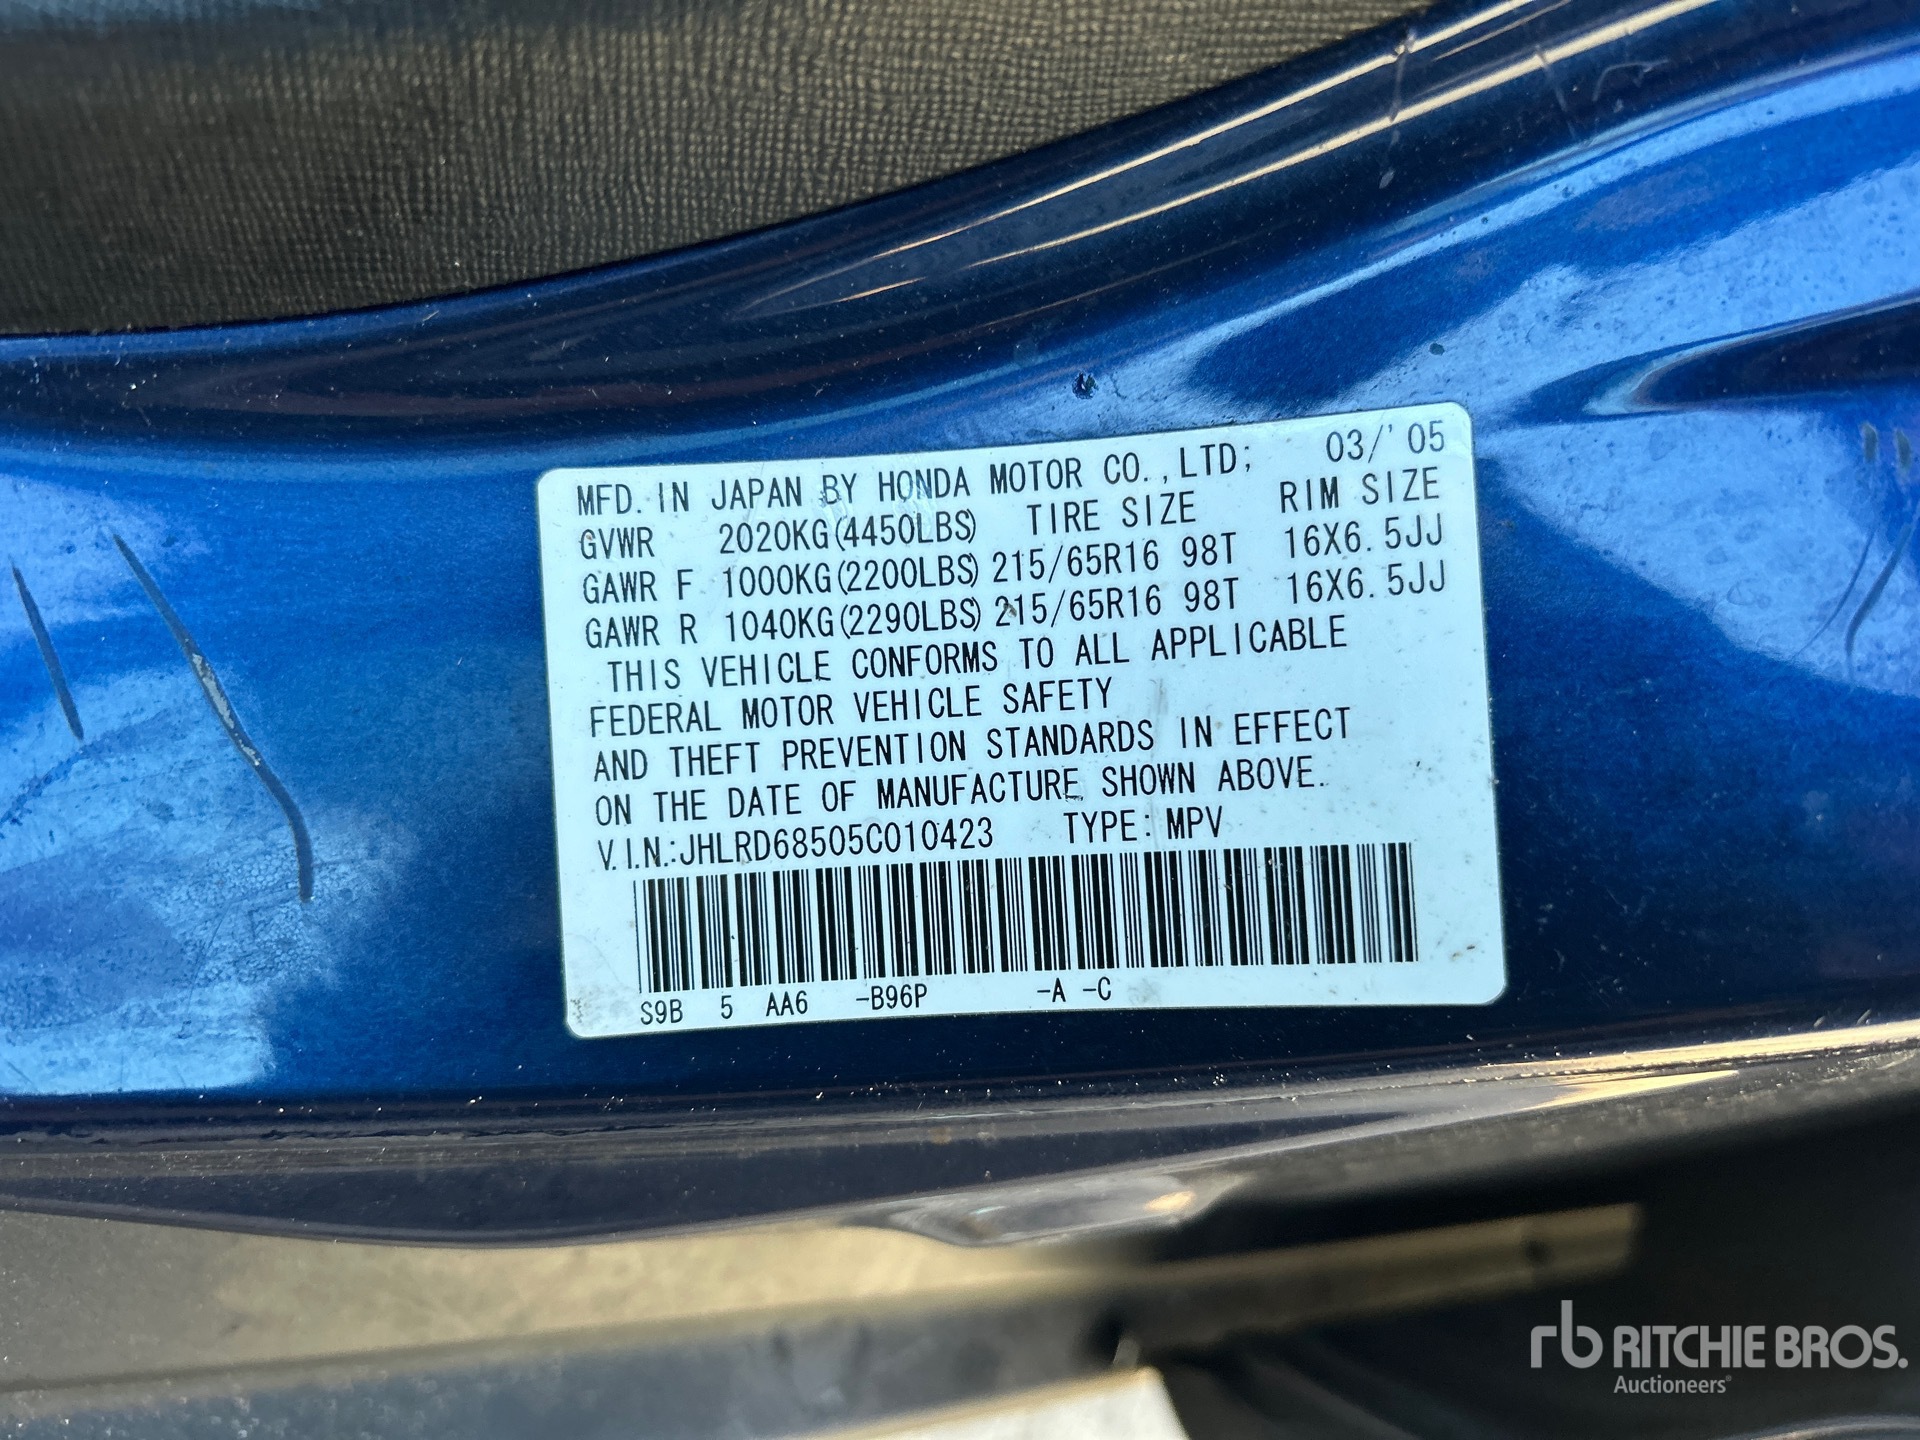 MFD. IN JAPAN BY HONDA MOTOR CO.,LTD; 03/'05
GVWR 2020KG(4450LBS) TIRE SIZE RIM SIZE
GAWR F 1000KG(2200LBS) 215/65R16 98T 16X6.5JJ
GAWR R 1040KG(2290LBS) 215/65R16 98T 16X6.5JJ
THIS VEHICLE CONFORMS TO ALL APPLICABLE
FEDERAL MOTOR VEHICLE SAFETY
AND THEFT PREVENTION STANDARDS IN EFFECT
ON THE DATE OF MANUFACTURE SHOWN ABOVE.
V.I.N.:JHLRD68505C010423 TYPE: MPV
S9B 5 AA6 -B96P -A -C
rb RITCHIE BROS.
Auctioneers®